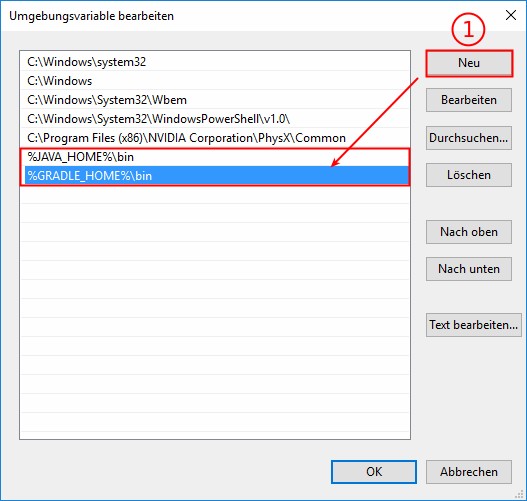 Umgebungsvariable bearbeiten
1
C:\Windows\system32
C:\Windows
C:\Windows\System32\Wbem
C:\Windows\System32\WindowsPowerShell\v1.0\
C:\Program Files (x86)\NVIDIA Corporation\PhysX\Common
%JAVA_HOME%\bin
%GRADLE_HOME%\bin
Neu
Bearbeiten
Durchsuchen...
Löschen
Nach oben
Nach unten
Text bearbeiten...
OK
Abbrechen